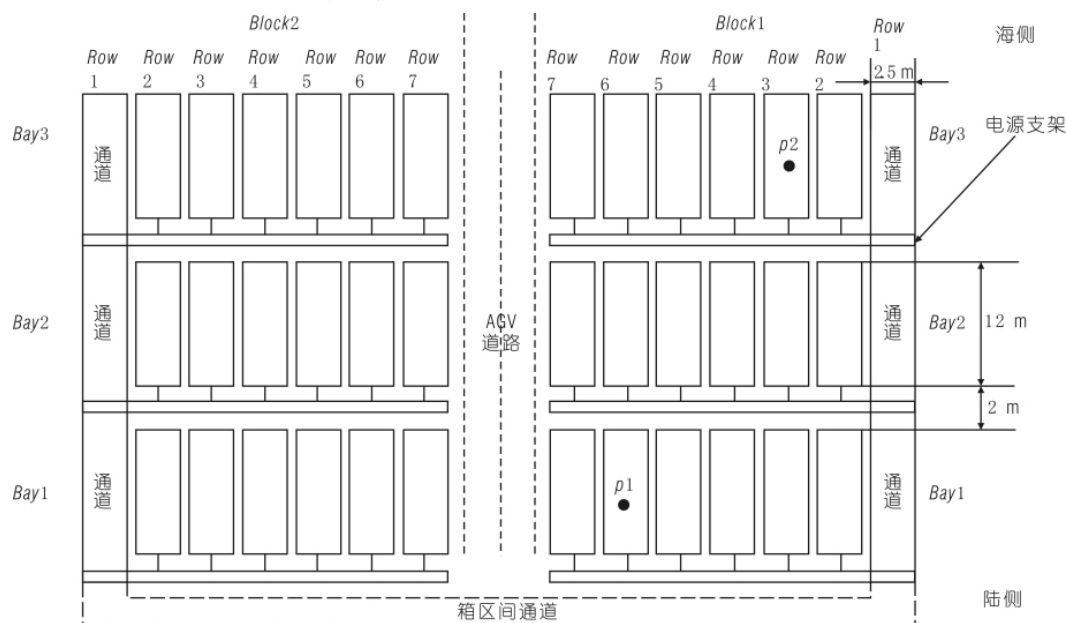 Block2
Block1
Row
1
海侧
Row Row Row Row Row Row Row
1 2 3 4 5 6 7
Row Row Row Row Row Row
7 6 5 4 3 2
2.5 m
电源支架
Bay3
通道
p2
通道
Bay3
Bay2
通道
AGV
道路
通道
Bay2
12 m
2 m
Bay1
通道
p1
通道
Bay1
箱区间通道
陆侧